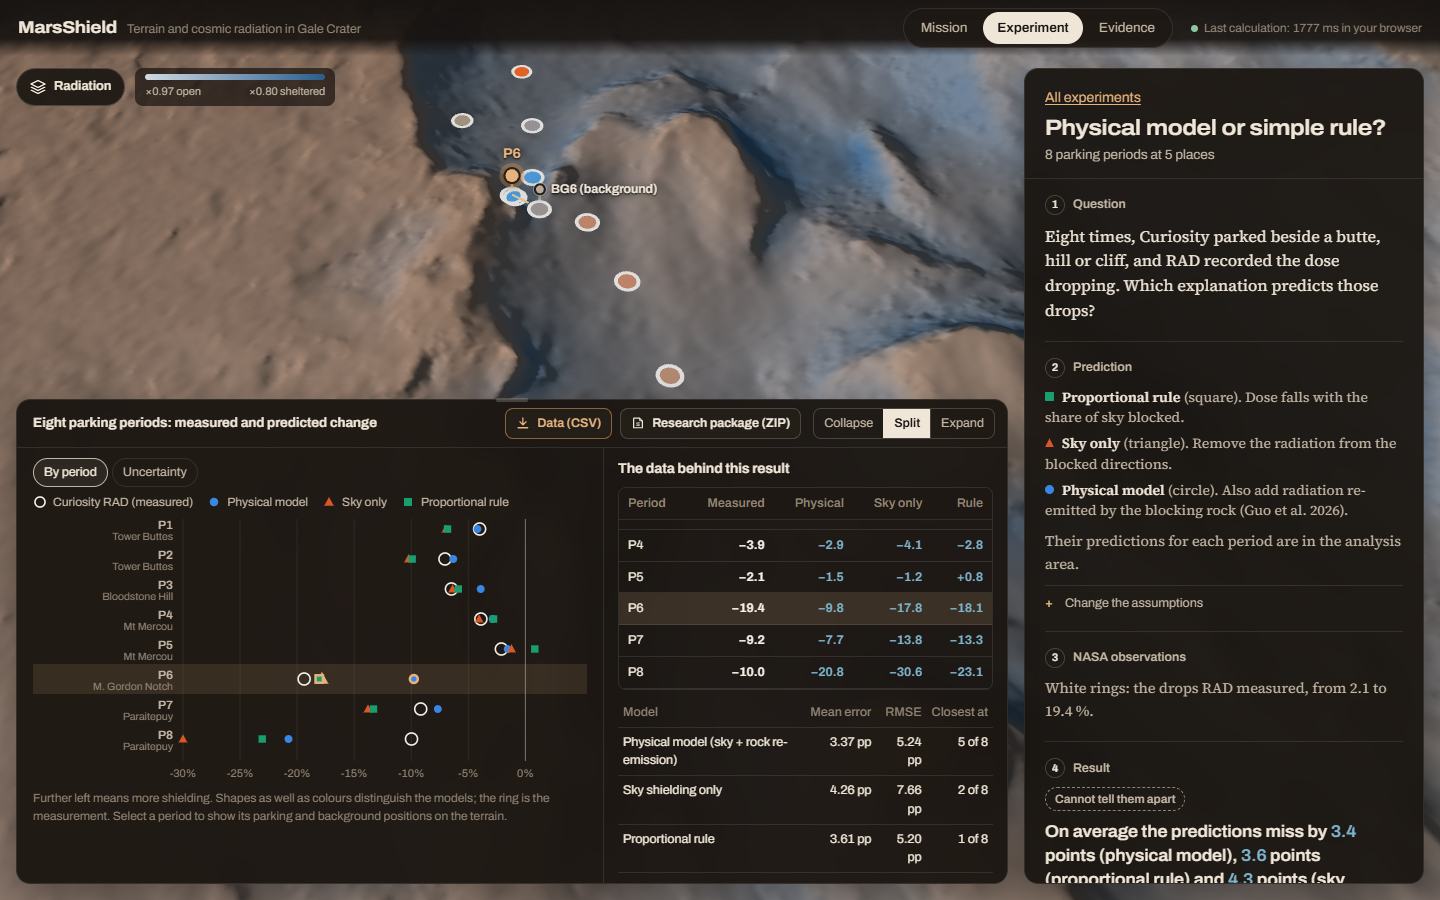 MarsShield Terrain and cosmic radiation in Gale Crater
Mission Experiment Evidence
Last calculation: 1777 ms in your browser
Radiation
×0.97 open ×0.80 sheltered
P6
BG6 (background)
Eight parking periods: measured and predicted change
Data (CSV) Research package (ZIP) Collapse Split Expand
By period Uncertainty
Curiosity RAD (measured) Physical model Sky only Proportional rule
P1
Tower Buttes
P2
Tower Buttes
P3
Bloodstone Hill
P4
Mt Mercou
P5
Mt Mercou
P6
M. Gordon Notch
P7
Paraitepuy
P8
Paraitepuy
-30% -25% -20% -15% -10% -5% 0%
Further left means more shielding. Shapes as well as colours distinguish the models; the ring is the
measurement. Select a period to show its parking and background positions on the terrain.
The data behind this result
Period Measured Physical Sky only Rule
P4 −3.9 −2.9 −4.1 −2.8
P5 −2.1 −1.5 −1.2 +0.8
P6 −19.4 −9.8 −17.8 −18.1
P7 −9.2 −7.7 −13.8 −13.3
P8 −10.0 −20.8 −30.6 −23.1
Model Mean error RMSE Closest at
Physical model (sky + rock re- 3.37 pp 5.24 5 of 8
emission) pp
Sky shielding only 4.26 pp 7.66 2 of 8
pp
Proportional rule 3.61 pp 5.20 1 of 8
pp
All experiments
Physical model or simple rule?
8 parking periods at 5 places
1 Question
Eight times, Curiosity parked beside a butte,
hill or cliff, and RAD recorded the dose
dropping. Which explanation predicts those
drops?
2 Prediction
Proportional rule (square). Dose falls with the
share of sky blocked.
Sky only (triangle). Remove the radiation from the
blocked directions.
Physical model (circle). Also add radiation re-
emitted by the blocking rock (Guo et al. 2026).
Their predictions for each period are in the analysis
area.
+ Change the assumptions
3 NASA observations
White rings: the drops RAD measured, from 2.1 to
19.4 %.
4 Result
Cannot tell them apart
On average the predictions miss by 3.4
points (physical model), 3.6 points
(proportional rule) and 4.3 points (sky